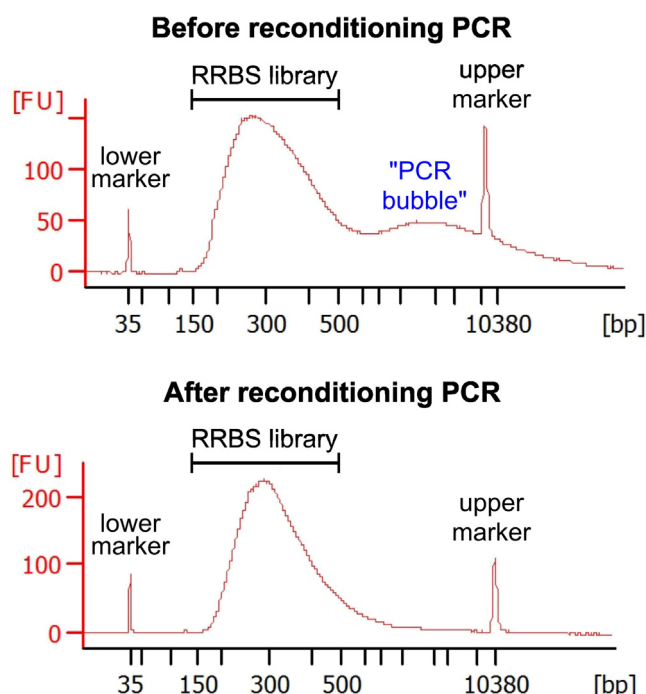 Before reconditioning PCR
RRBS library
upper
marker
[FU]
lower
marker
"PCR
bubble"
100
50
0
35 150 300 500 10380 [bp]
After reconditioning PCR
RRBS library
[FU]
upper
marker
lower
marker
200
100
0
35 150 300 500 10380 [bp]